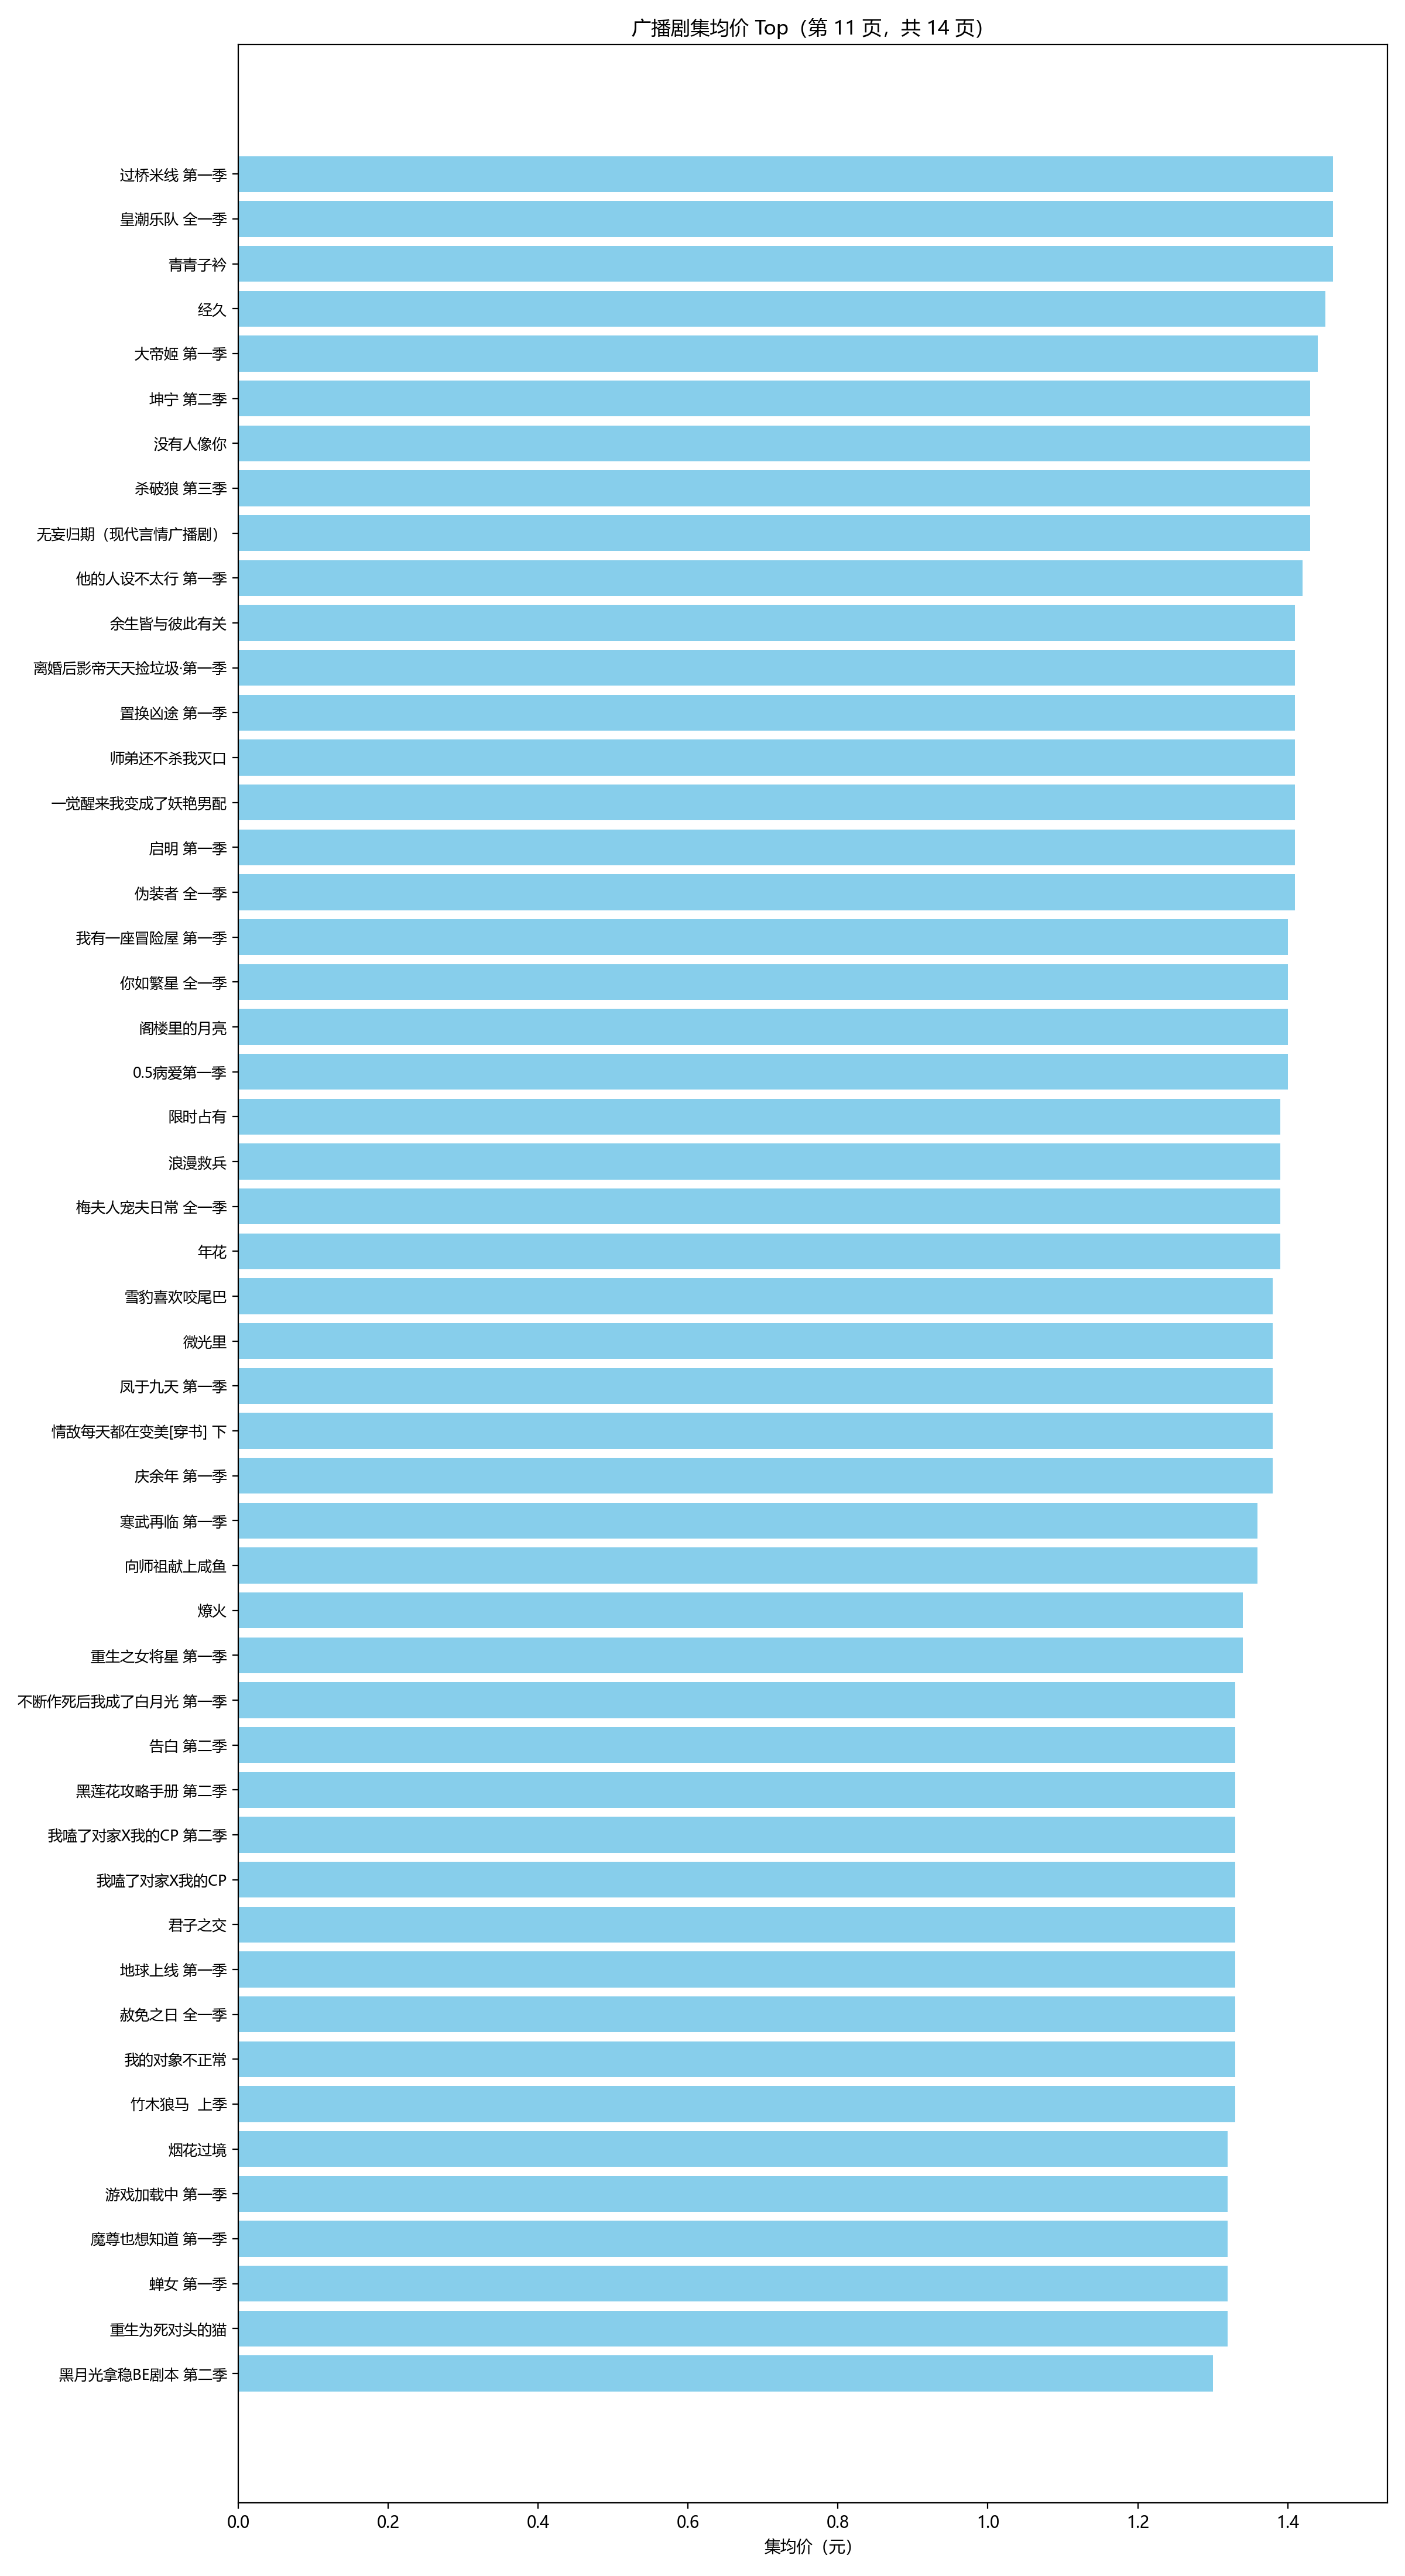 广播剧集均价 Top（第 11 页，共 14 页）
过桥米线 第一季
皇潮乐队 全一季
青青子衿
经久
大帝姬 第一季
坤宁 第二季
没有人像你
杀破狼 第三季
无妄归期（现代言情广播剧）
他的人设不太行 第一季
余生皆与彼此有关
离婚后影帝天天捡垃圾·第一季
置换凶途 第一季
师弟还不杀我灭口
一觉醒来我变成了妖艳男配
启明 第一季
伪装者 全一季
我有一座冒险屋 第一季
你如繁星 全一季
阁楼里的月亮
0.5病爱第一季
限时占有
浪漫救兵
梅夫人宠夫日常 全一季
年花
雪豹喜欢咬尾巴
微光里
凤于九天 第一季
情敌每天都在变美[穿书] 下
庆余年 第一季
寒武再临 第一季
向师祖献上咸鱼
燎火
重生之女将星 第一季
不断作死后我成了白月光 第一季
告白 第二季
黑莲花攻略手册 第二季
我嗑了对家X我的CP 第二季
我嗑了对家X我的CP
君子之交
地球上线 第一季
赦免之日 全一季
我的对象不正常
竹木狼马  上季
烟花过境
游戏加载中 第一季
魔尊也想知道 第一季
蝉女 第一季
重生为死对头的猫
黑月光拿稳BE剧本 第二季
0.0 0.2 0.4 0.6 0.8 1.0 1.2 1.4
集均价（元）